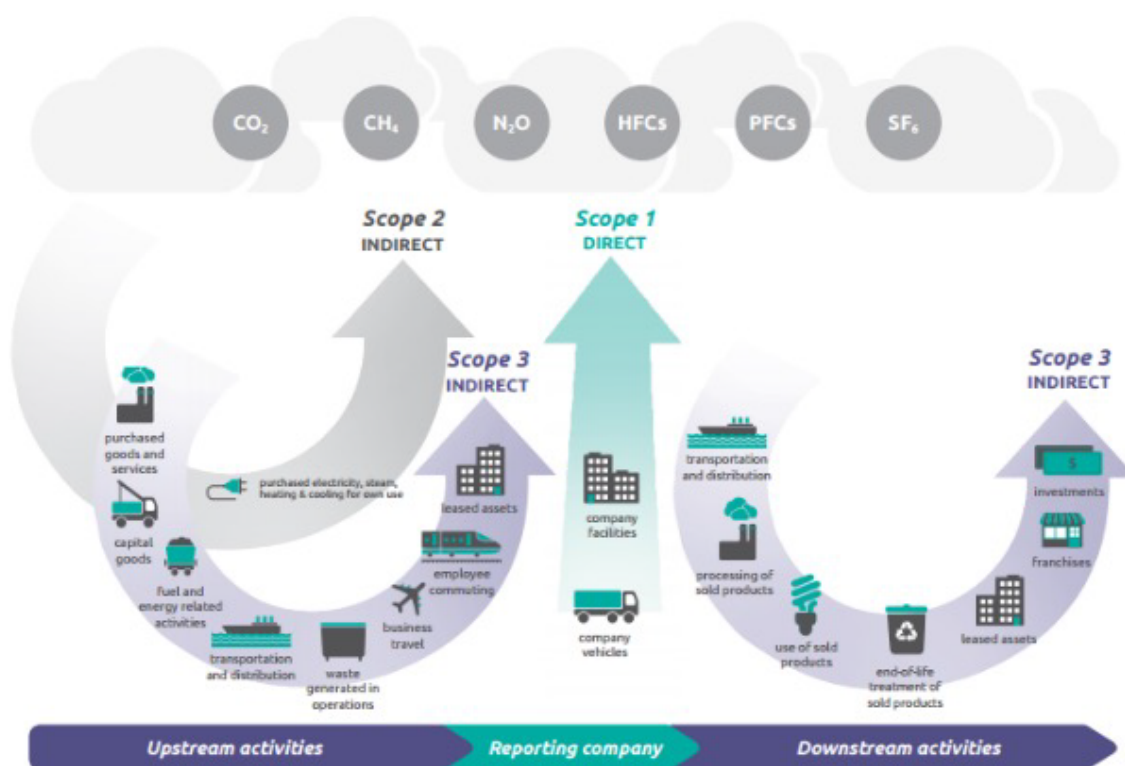 CO₂
CH₄
N₂O
HFCs
PFCs
SF₆
Scope 2
INDIRECT
Scope 1
DIRECT
Scope 3
INDIRECT
Scope 3
INDIRECT
purchased
goods and
services
capital
goods
fuel and
energy related
activities
transportation
and distribution
waste
generated in
operations
business
travel
employee
commuting
leased assets
purchased electricity, steam,
heating & cooling for own use
company
facilities
company
vehicles
transportation
and distribution
processing of
sold products
use of sold
products
end-of-life
treatment of
sold products
leased assets
franchises
$
investments
Upstream activities
Reporting company
Downstream activities